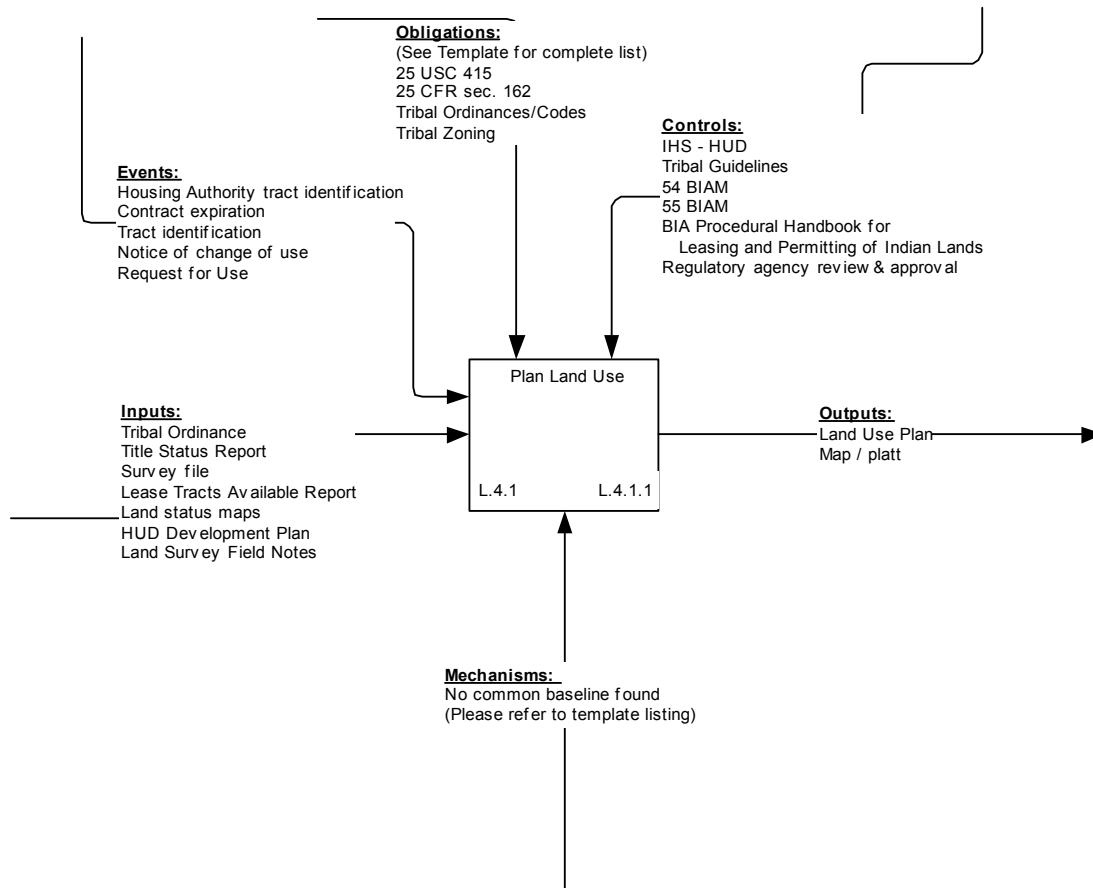 Obligations:
(See Template for complete list)
25 USC 415
25 CFR sec. 162
Tribal Ordinances/Codes
Tribal Zoning
Controls:
IHS - HUD
Tribal Guidelines
54 BIAM
55 BIAM
BIA Procedural Handbook for
Leasing and Permitting of Indian Lands
Regulatory agency review & approval
Events:
Housing Authority tract identification
Contract expiration
Tract identification
Notice of change of use
Request for Use
Plan Land Use
L.4.1 L.4.1.1
Inputs:
Tribal Ordinance
Title Status Report
Survey file
Lease Tracts Available Report
Land status maps
HUD Development Plan
Land Survey Field Notes
Outputs:
Land Use Plan
Map / platt
Mechanisms:
No common baseline found
(Please refer to template listing)